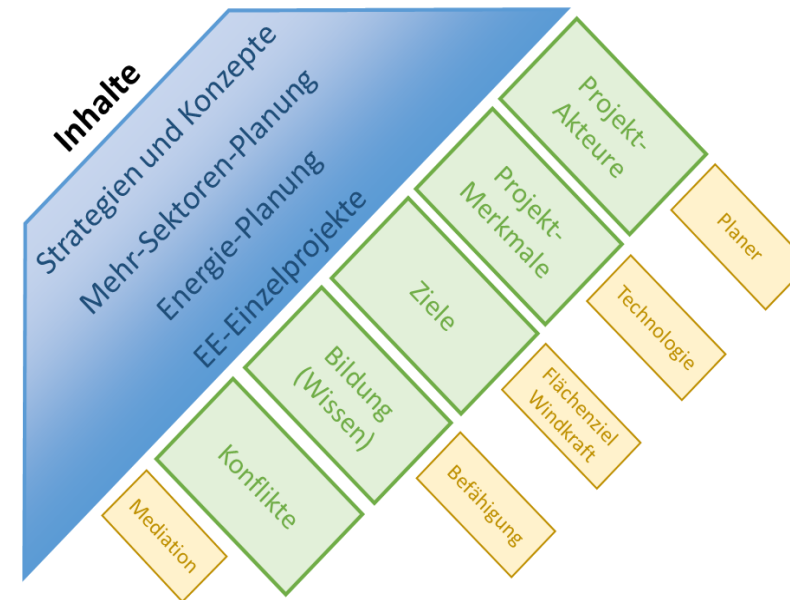 Inhalte
Strategien und Konzepte
Mehr-Sektoren-Planung
Energie-Planung
EE-Einzelprojekte
Projekt-
Akteure
Projekt-
Merkmale
Ziele
Bildung
(Wissen)
Konflikte
Planer
Technologie
Flächenziel
Windkraft
Befähigung
Mediation